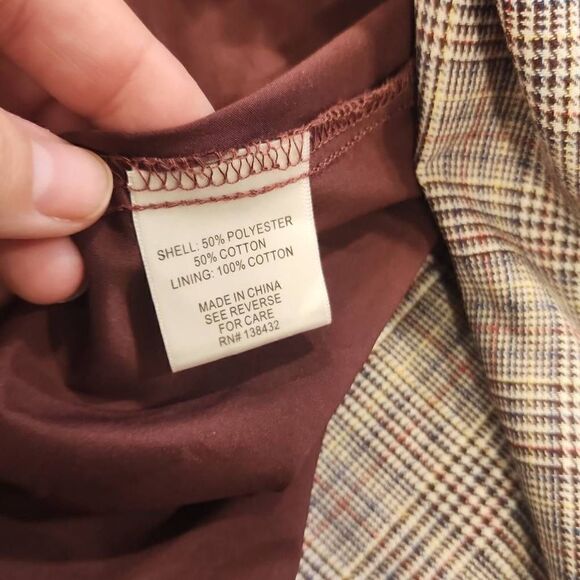 SHELL: 50% POLYESTER
50% COTTON
LINING: 100% COTTON
MADE IN CHINA
SEE REVERSE
FOR CARE
RN# 138432